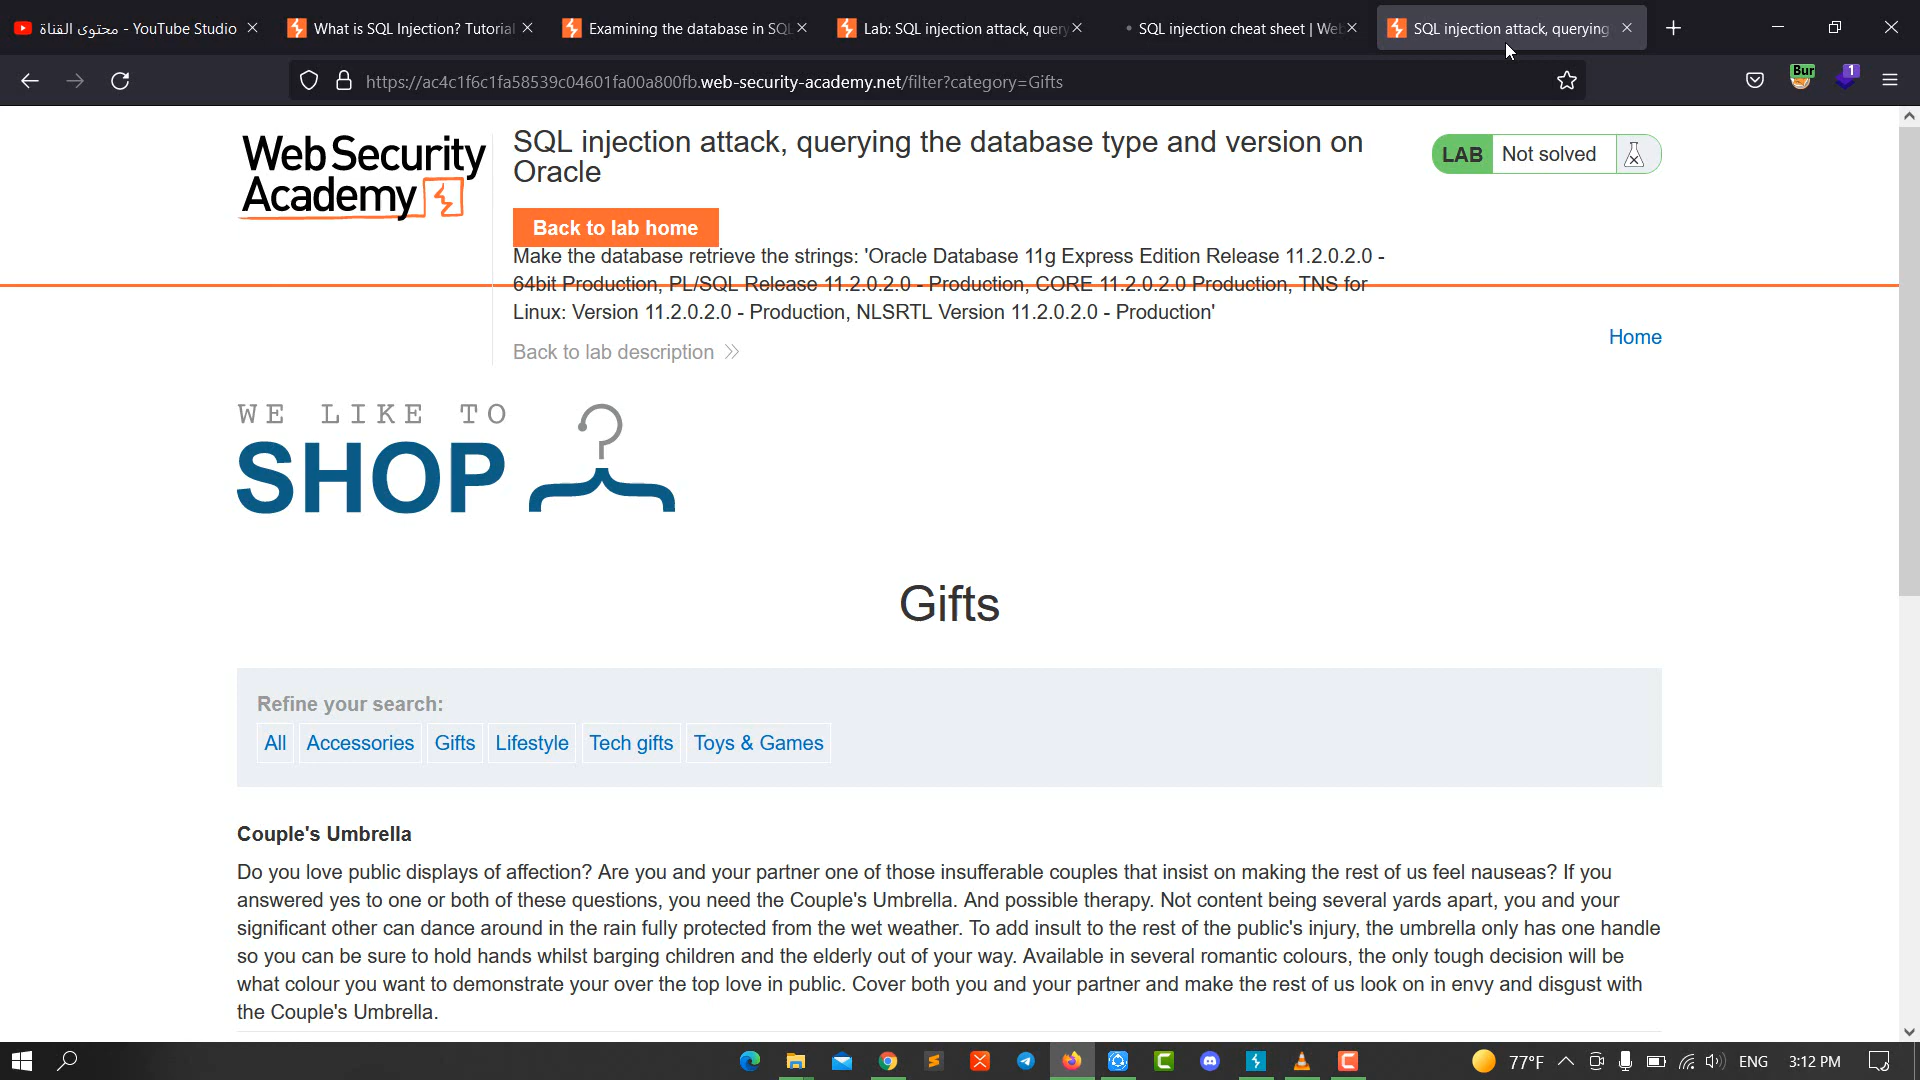 محتوى القناة - YouTube Studio
What is SQL Injection? Tutorial
Examining the database in SQL
Lab: SQL injection attack, query
SQL injection cheat sheet | Web
SQL injection attack, querying
https://ac4c1f6c1fa58539c04601fa00a800fb.web-security-academy.net/filter?category=Gifts
Bur
1
Web Security
Academy
SQL injection attack, querying the database type and version on
Oracle
LAB Not solved
Back to lab home
Make the database retrieve the strings: 'Oracle Database 11g Express Edition Release 11.2.0.2.0 -
64bit Production, PL/SQL Release 11.2.0.2.0 - Production, CORE 11.2.0.2.0 Production, TNS for
Linux: Version 11.2.0.2.0 - Production, NLSRTL Version 11.2.0.2.0 - Production'
Home
Back to lab description
WE LIKE TO
SHOP
Gifts
Refine your search:
All Accessories Gifts Lifestyle Tech gifts Toys & Games
Couple's Umbrella
Do you love public displays of affection? Are you and your partner one of those insufferable couples that insist on making the rest of us feel nauseas? If you
answered yes to one or both of these questions, you need the Couple's Umbrella. And possible therapy. Not content being several yards apart, you and your
significant other can dance around in the rain fully protected from the wet weather. To add insult to the rest of the public's injury, the umbrella only has one handle
so you can be sure to hold hands whilst barging children and the elderly out of your way. Available in several romantic colours, the only tough decision will be
what colour you want to demonstrate your over the top love in public. Cover both you and your partner and make the rest of us look on in envy and disgust with
the Couple's Umbrella.
77°F ENG 3:12 PM